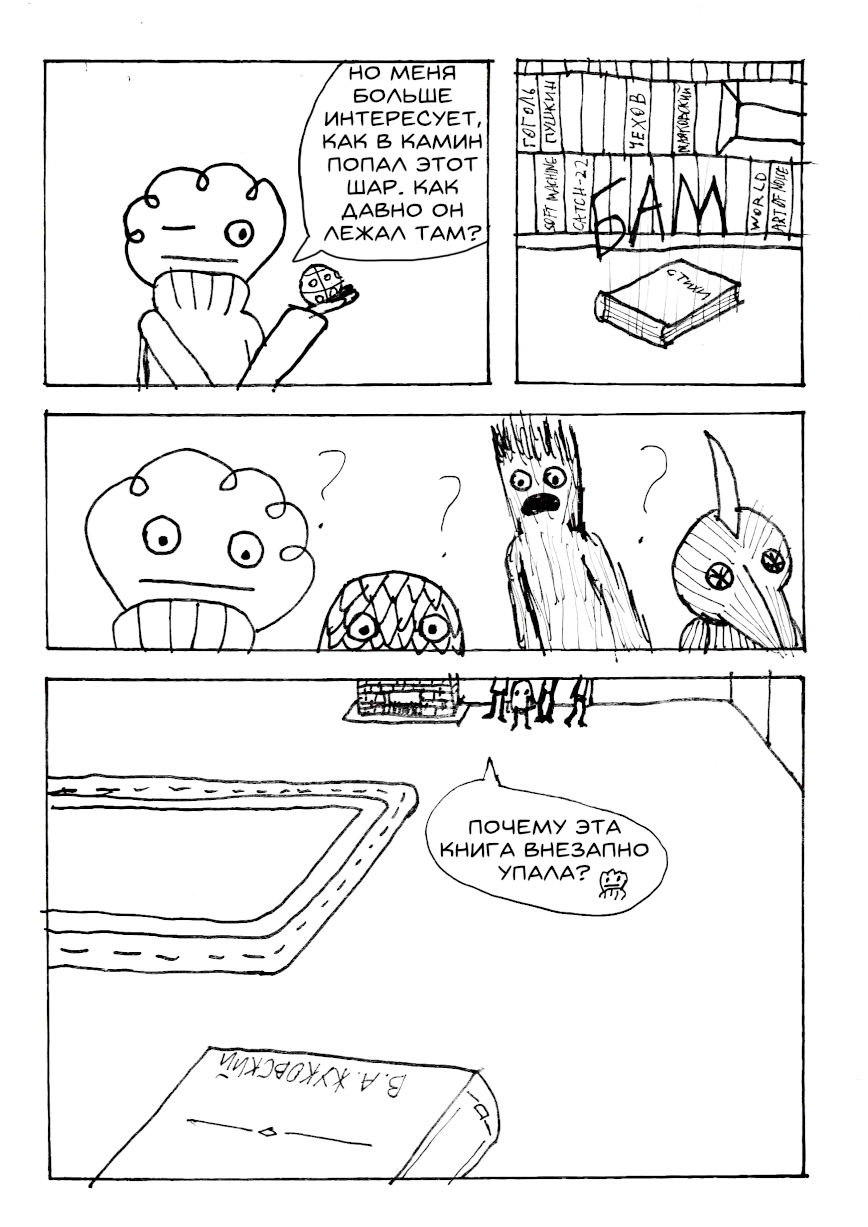 НО МЕНЯ
БОЛЬШЕ
ИНТЕРЕСУЕТ,
КАК В КАМИН
ПОПАЛ ЭТОТ
ШАР. КАК
ДАВНО ОН
ЛЕЖАЛ ТАМ?
ГОГОЛЬ
ПУШКИН
ЧЕХОВ
МАЯКОВСКИЙ
SOFT MACHINE
CATCH-22
WORLD
ART OF NOISE
БАМ
СТИХИ
?
?
?
ПОЧЕМУ ЭТА
КНИГА ВНЕЗАПНО
УПАЛА?
В.А.ЖУКОВСКИЙ